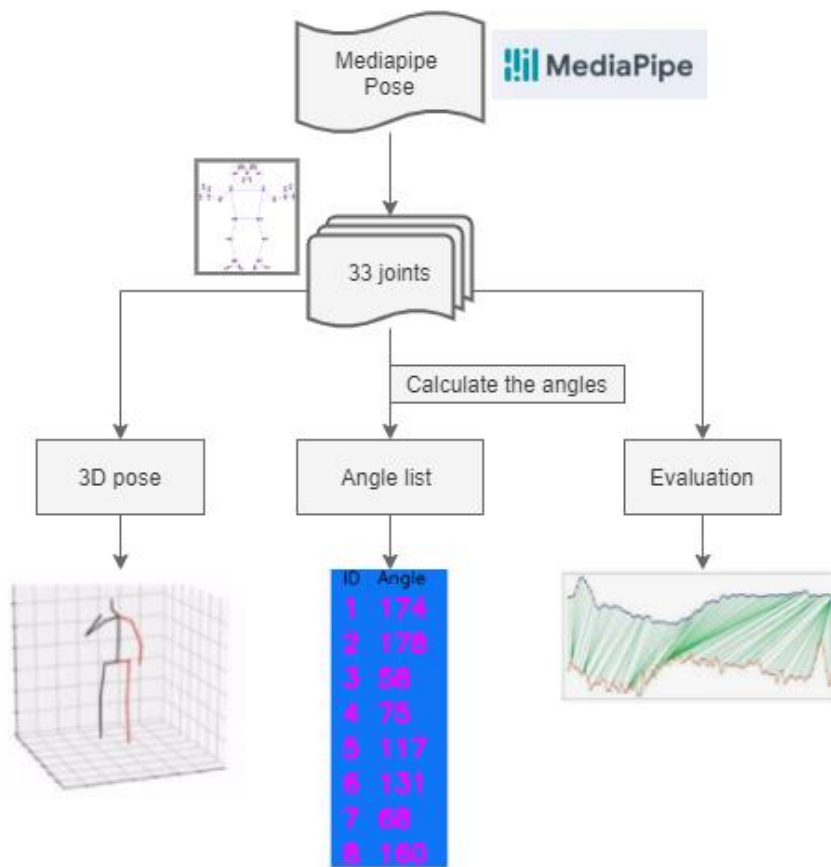 Mediapipe
Pose
MediaPipe
33 joints
Calculate the angles
3D pose
Angle list
Evaluation
ID Angle
1 174
2 178
3 58
4 75
5 117
6 131
7 68
8 160